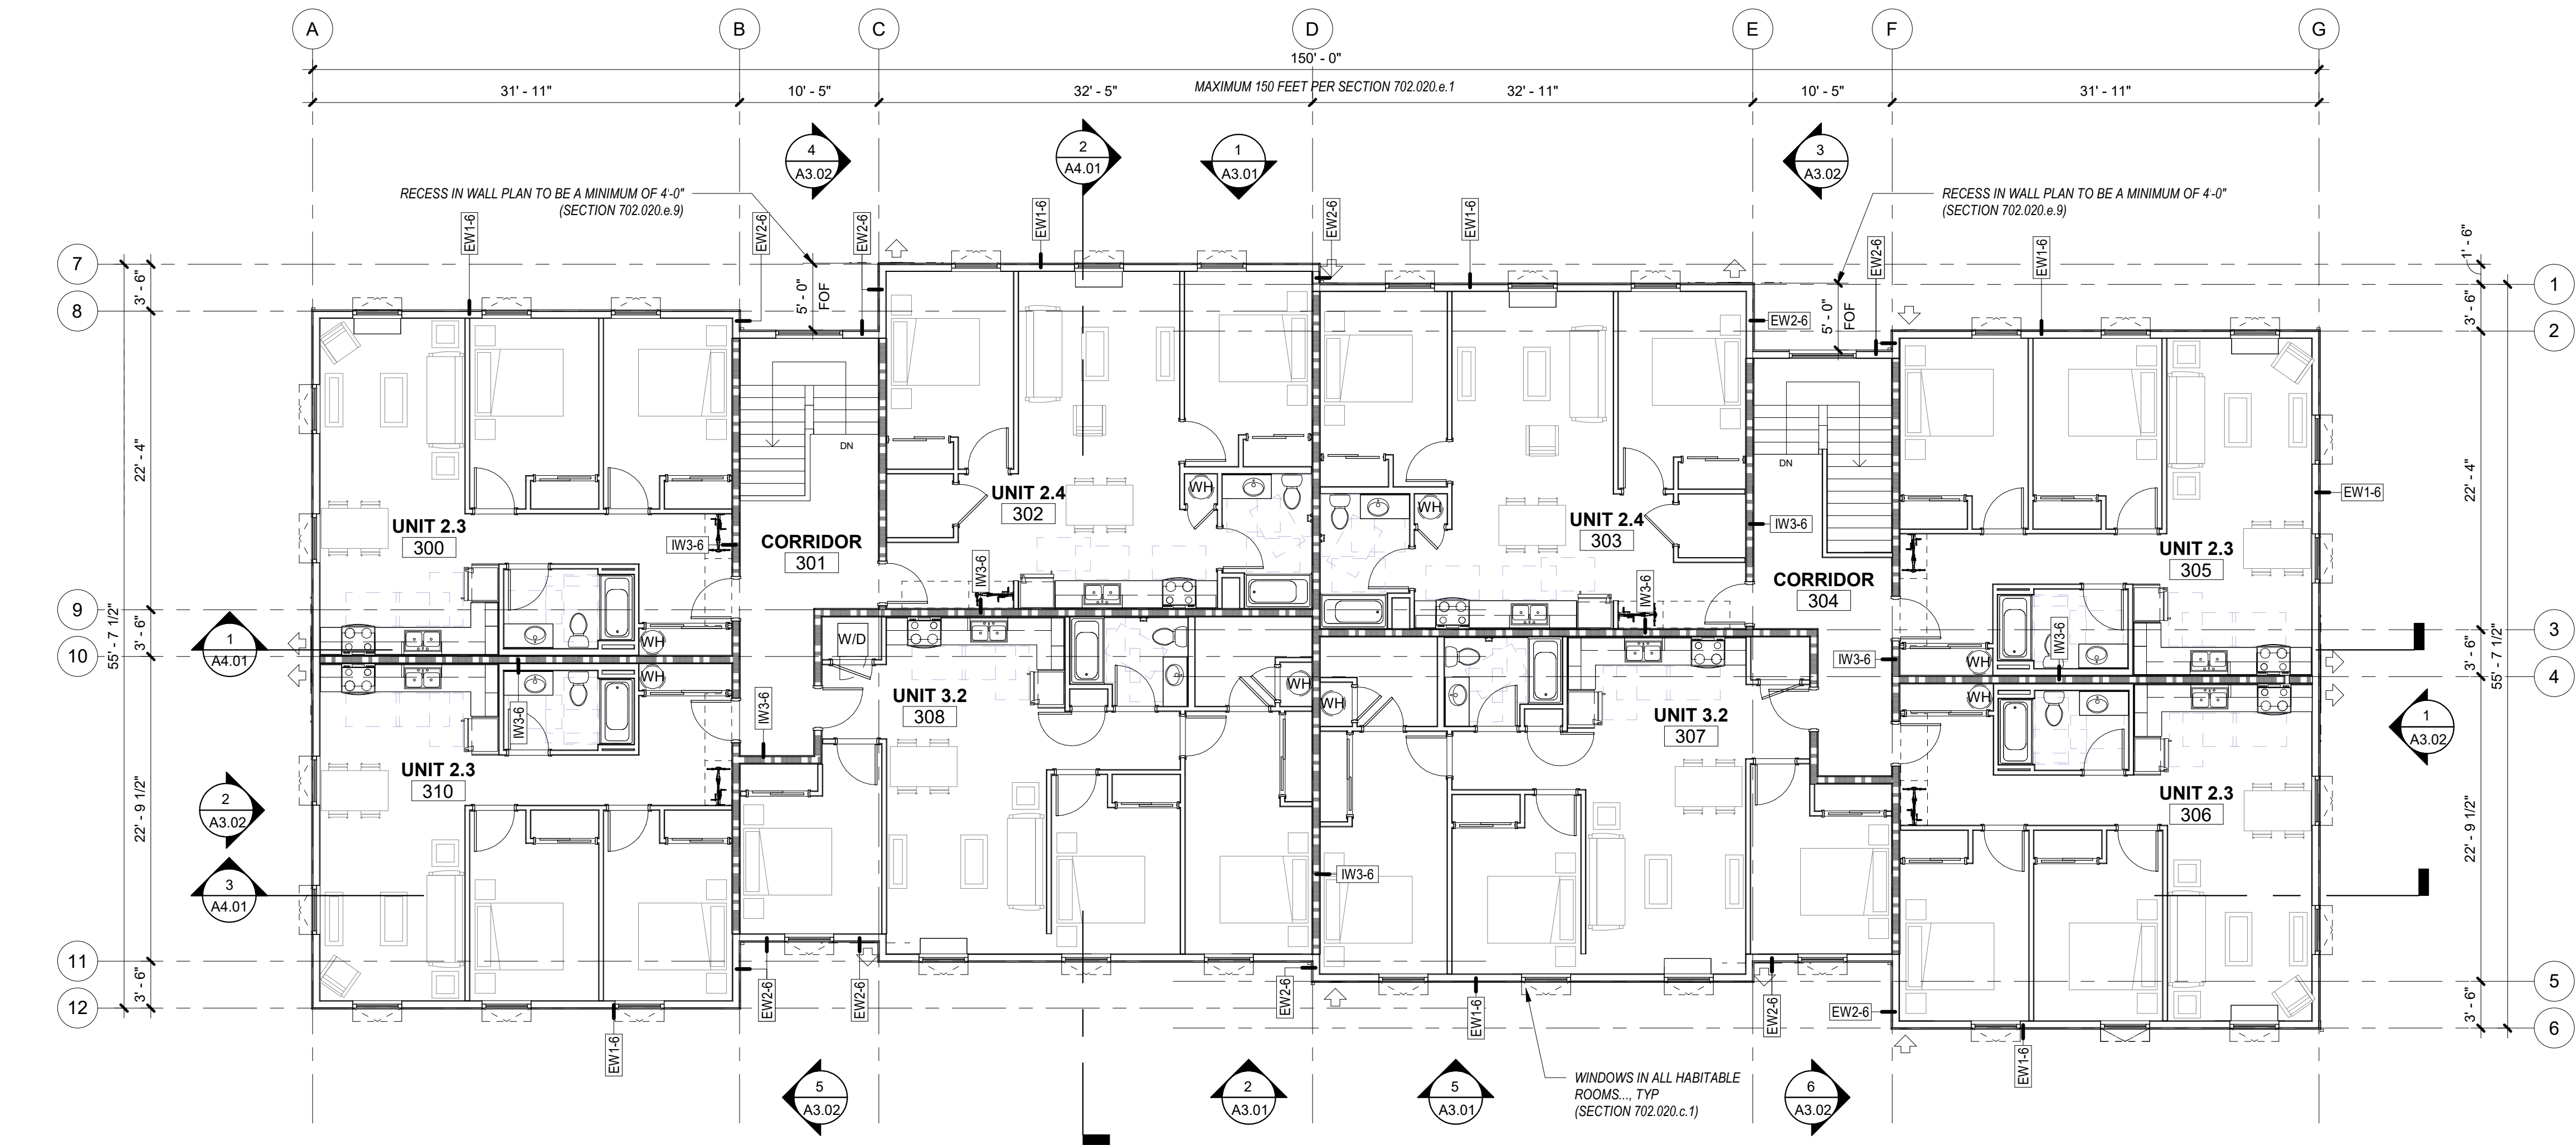 A
B
C
D
E
F
G
150' - 0"
MAXIMUM 150 FEET PER SECTION 702.020.e.1
31' - 11"
10' - 5"
32' - 5"
32' - 11"
10' - 5"
31' - 11"
4
A3.02
2
A4.01
1
A3.01
3
A3.02
RECESS IN WALL PLAN TO BE A MINIMUM OF 4'-0"
(SECTION 702.020.e.9)
RECESS IN WALL PLAN TO BE A MINIMUM OF 4'-0"
(SECTION 702.020.e.9)
EW1-6
EW2-6
EW2-6
EW1-6
EW2-6
EW1-6
EW2-6
EW1-6
7
8
9
10
11
12
3' - 6"
22' - 4"
3' - 6"
22' - 9 1/2"
3' - 6"
55' - 7 1/2"
5' - 0"
FOF
5' - 0"
FOF
EW2-6
1' - 6"
3' - 6"
22' - 4"
3' - 6"
22' - 9 1/2"
3' - 6"
55' - 7 1/2"
1
2
3
4
5
6
DN
DN
EW1-6
UNIT 2.3
300
IW3-6
CORRIDOR
301
UNIT 2.4
302
WH
IW3-6
WH
UNIT 2.4
303
IW3-6
IW3-6
CORRIDOR
304
UNIT 2.3
305
WH
WH
W/D
IW3-6
IW3-6
WH
WH
IW3-6
IW3-6
UNIT 3.2
308
WH
WH
UNIT 3.2
307
UNIT 2.3
310
UNIT 2.3
306
IW3-6
1
A4.01
2
A3.02
3
A4.01
1
A3.02
EW2-6
EW2-6
EW2-6
EW1-6
EW2-6
EW2-6
EW1-6
EW1-6
5
A3.02
2
A3.01
5
A3.01
WINDOWS IN ALL HABITABLE
ROOMS..., TYP
(SECTION 702.020.c.1)
6
A3.02